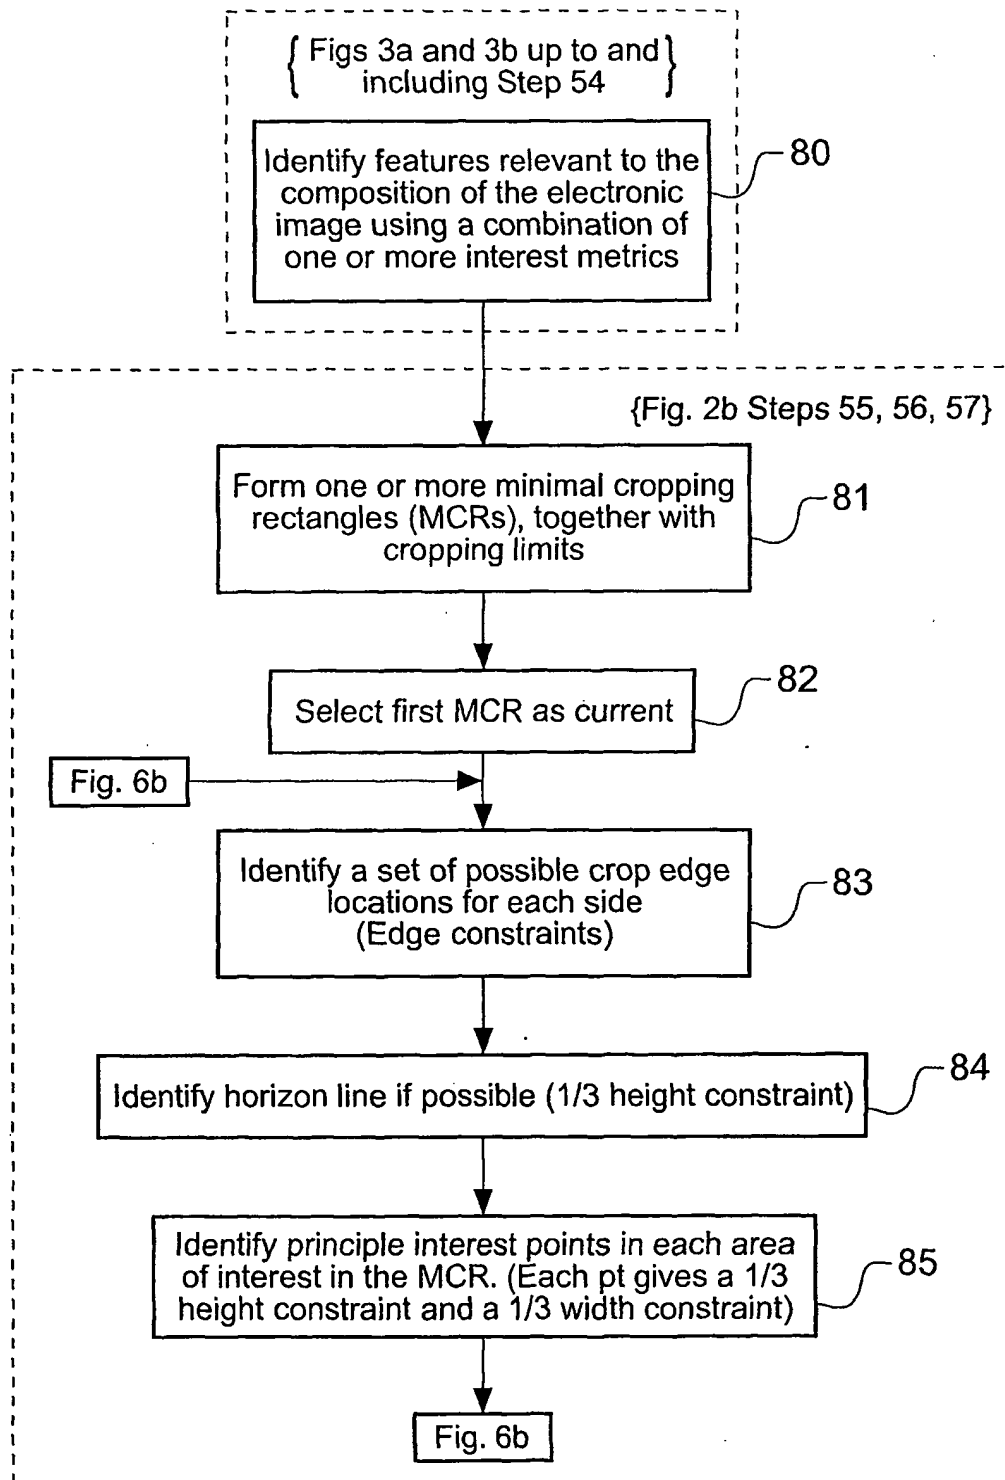 { Figs 3a and 3b up to and }
including Step 54
Identify features relevant to the
composition of the electronic
image using a combination of
one or more interest metrics
80
{Fig. 2b Steps 55, 56, 57}
Form one or more minimal cropping
rectangles (MCRs), together with
cropping limits
81
Select first MCR as current
82
Fig. 6b
Identify a set of possible crop edge
locations for each side
(Edge constraints)
83
Identify horizon line if possible (1/3 height constraint)
84
Identify principle interest points in each area
of interest in the MCR. (Each pt gives a 1/3
height constraint and a 1/3 width constraint)
85
Fig. 6b